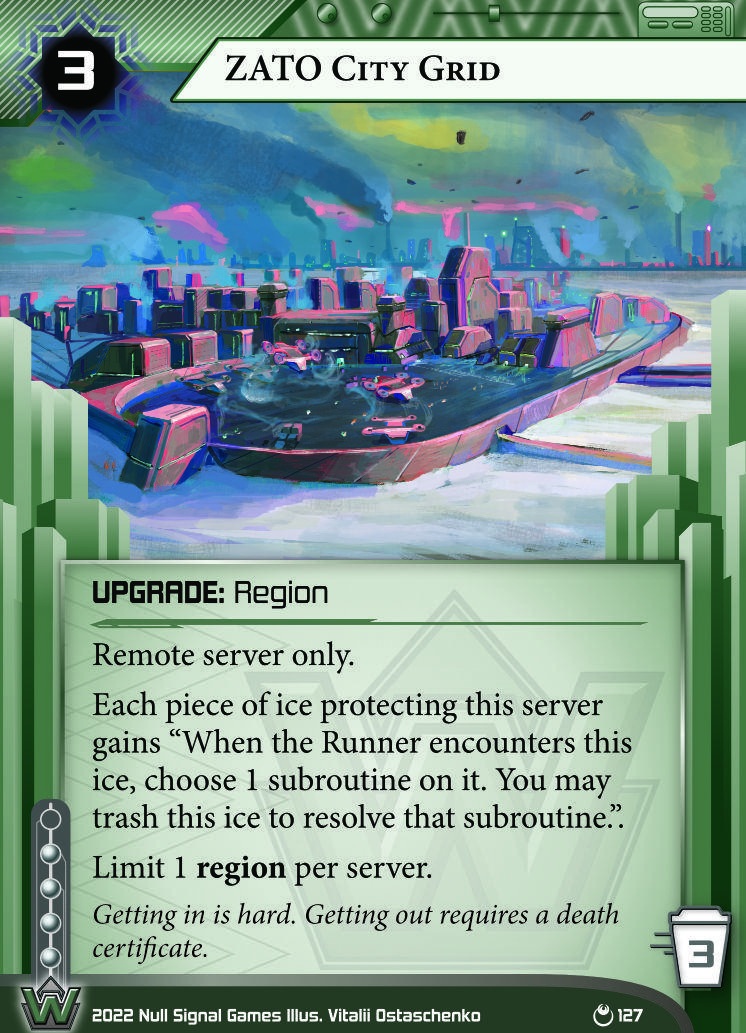 3
ZATO City Grid
UPGRADE: Region
Remote server only.
Each piece of ice protecting this server
gains “When the Runner encounters this
ice, choose 1 subroutine on it. You may
trash this ice to resolve that subroutine.”.
Limit 1 region per server.
Getting in is hard. Getting out requires a death
certificate.
3
2022 Null Signal Games Illus. Vitalii Ostaschenko
127